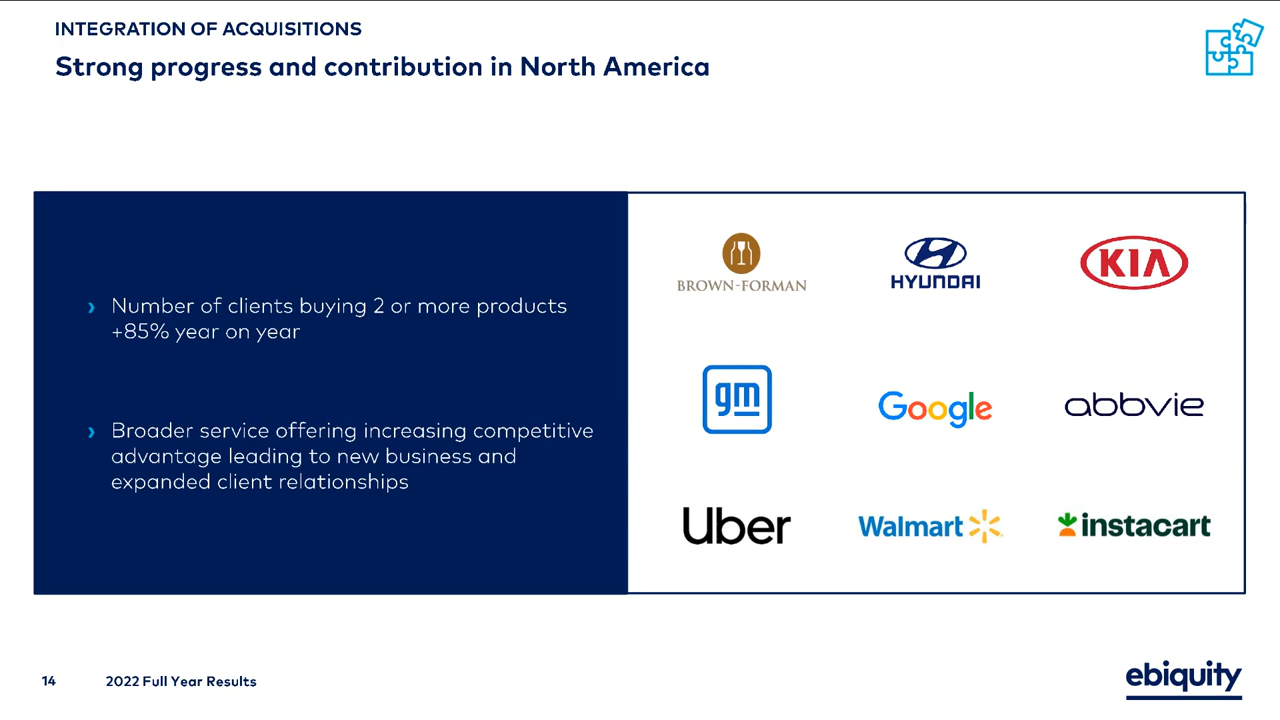 INTEGRATION OF ACQUISITIONS
Strong progress and contribution in North America
› Number of clients buying 2 or more products
+85% year on year
› Broader service offering increasing competitive
advantage leading to new business and
expanded client relationships
BROWN-FORMAN
HYUNDAI
KIA
gm
Google
abbvie
Uber
Walmart
instacart
14
2022 Full Year Results
ebiquity